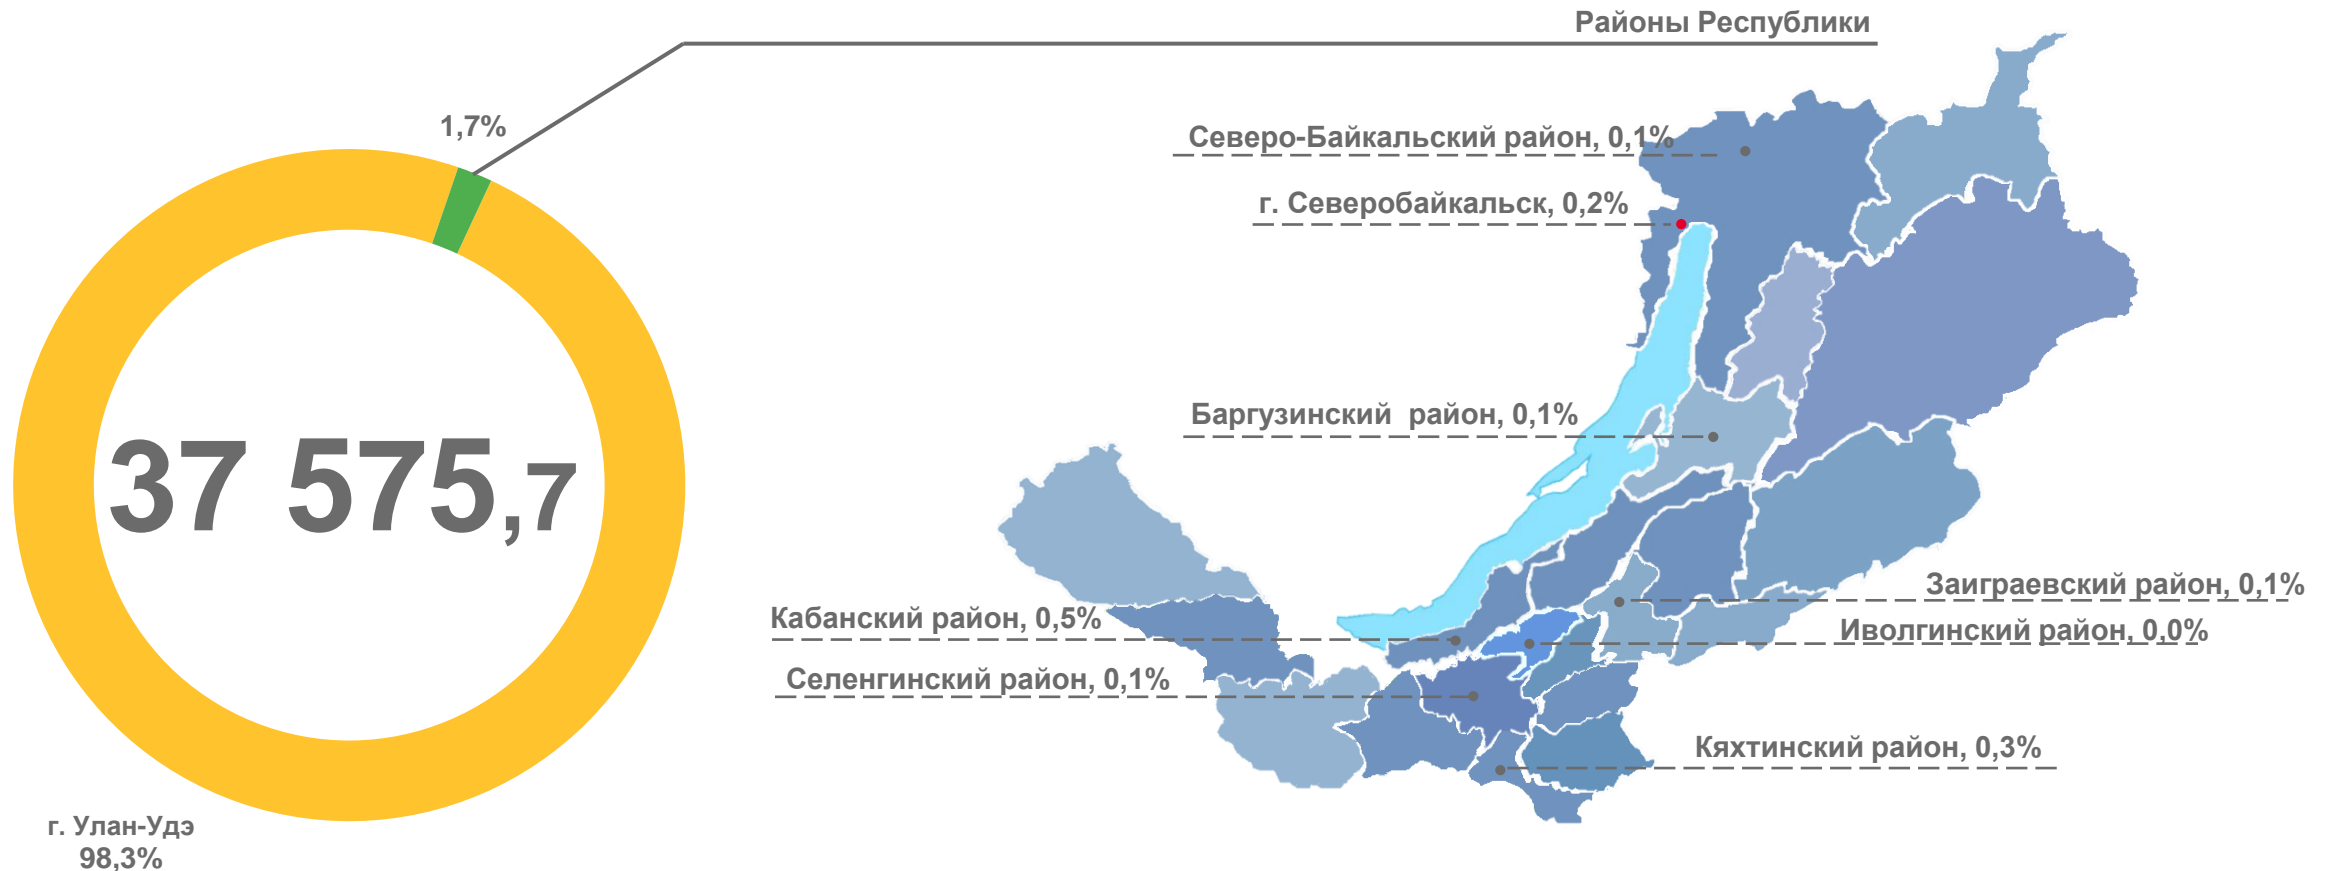 Районы Республики
1,7%
Северо-Байкальский район, 0,1%
г. Северобайкальск, 0,2%
Баргузинский район, 0,1%
37 575,7
Заиграевский район, 0,1%
Кабанский район, 0,5%
Иволгинский район, 0,0%
Селенгинский район, 0,1%
Кяхтинский район, 0,3%
г. Улан-Удэ
98,3%